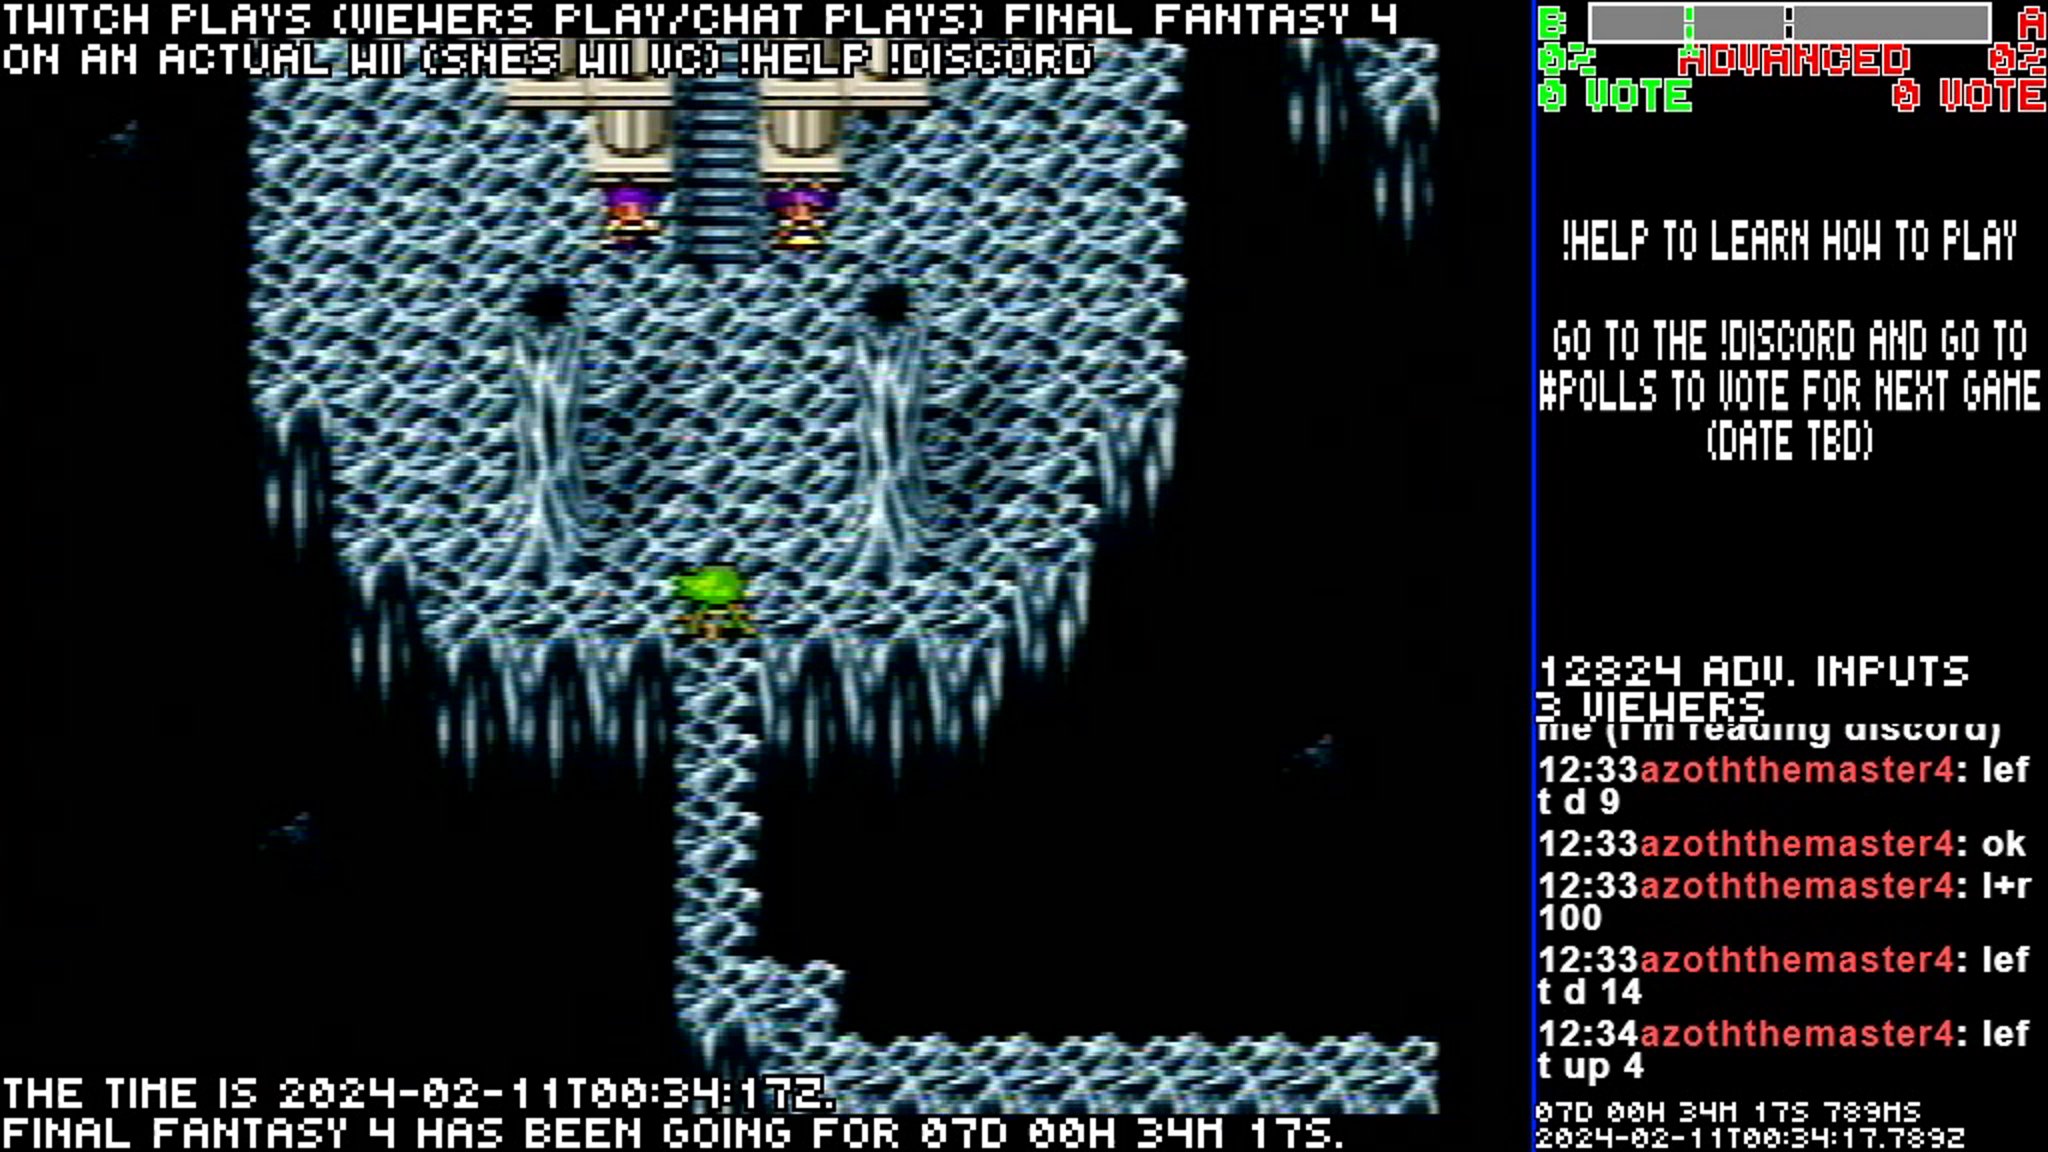 TWITCH PLAYS (VIEWERS PLAY/CHAT PLAYS) FINAL FANTASY 4
ON AN ACTUAL WII (SNES WII VC) !HELP !DISCORD
B A
0% ADVANCED 0%
0 VOTE 0 VOTE
!HELP TO LEARN HOW TO PLAY
GO TO THE !DISCORD AND GO TO
#POLLS TO VOTE FOR NEXT GAME
(DATE TBD)
12824 ADV. INPUTS
3 VIEWERS
me (i'm reading discord)
12:33azoththemaster4: lef
t d 9
12:33azoththemaster4: ok
12:33azoththemaster4: l+r
100
12:33azoththemaster4: lef
t d 14
12:34azoththemaster4: lef
t up 4
07D 00H 34M 17S 789MS
2024-02-11T00:34:17.789Z
THE TIME IS 2024-02-11T00:34:17Z.
FINAL FANTASY 4 HAS BEEN GOING FOR 07D 00H 34M 17S.